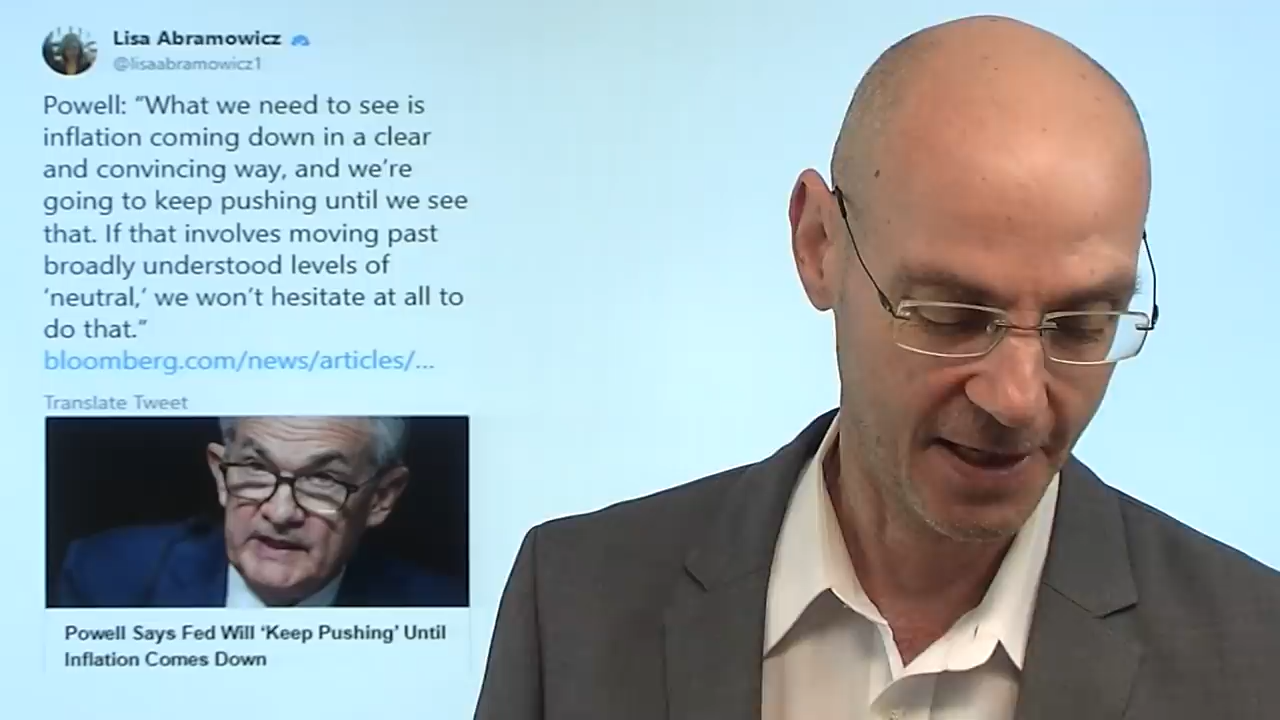 Lisa Abramowicz
@lisaabramowicz1
Powell: “What we need to see is
inflation coming down in a clear
and convincing way, and we’re
going to keep pushing until we see
that. If that involves moving past
broadly understood levels of
‘neutral,’ we won’t hesitate at all to
do that.”
bloomberg.com/news/articles/...
Translate Tweet
Powell Says Fed Will ‘Keep Pushing’ Until
Inflation Comes Down